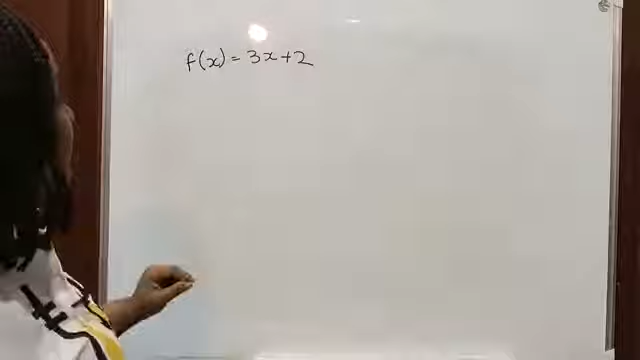 f(x) = 3x+2